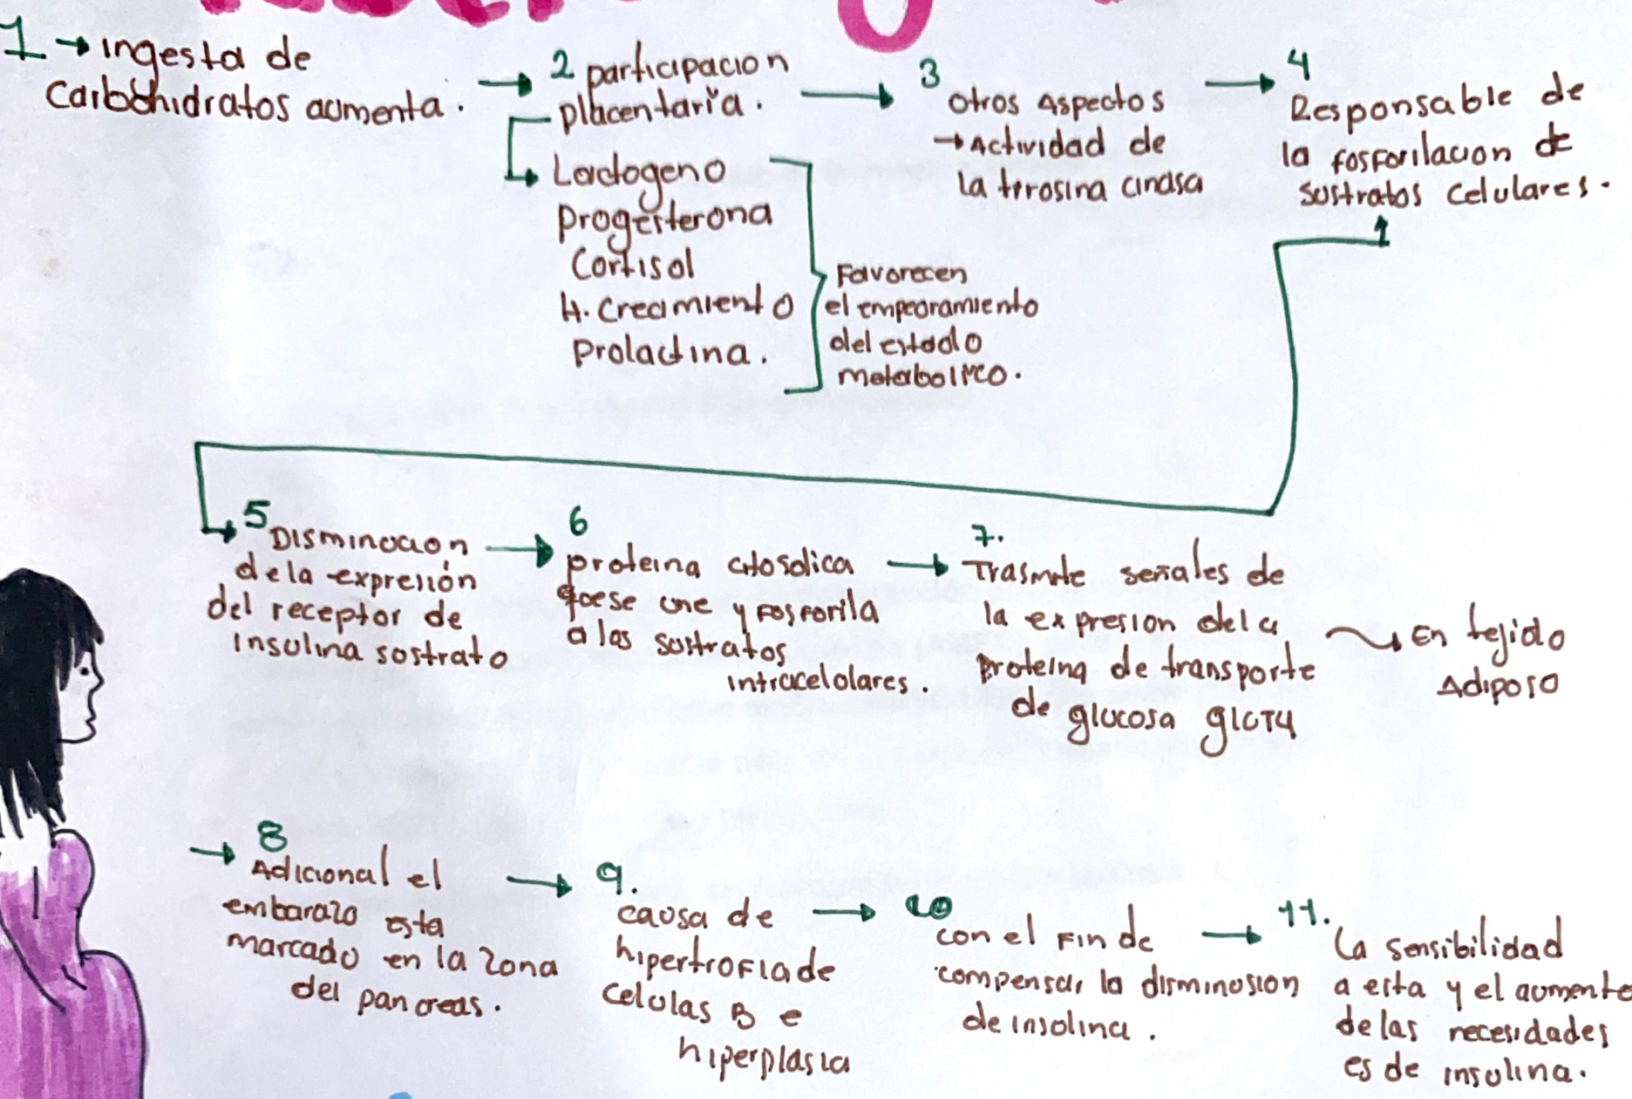 1 → ingesta de
carbohidratos aumenta.
→ 2 participacion
placentaria.
Lactogeno
progesterona
Cortisol
H. Crecimiento
Prolactina.
Favorecen
el empeoramiento
del estado
metabolico.
→ 3
otros Aspectos
→ Actividad de
la tirosina cinasa
→ 4
Responsable de
la fosforilacion de
sustratos celulares.
5
Disminucion
de la expresión
del receptor de
insulina sustrato
→ 6
proteina citosolica
que se une y fosforila
a los sustratos
intracelulares.
→ 7.
Trasmite señales de
la expresion dela
proteina de transporte
de glucosa gluT4
En tejido
Adiposo
→ 8
Adicional el
embarazo esta
marcado en la zona
del pancreas.
→ 9.
causa de
hipertrofia de
celulas B e
hiperplasia
→ 10
con el fin de
compensar la disminusion
de insulina.
→ 11.
La sensibilidad
a esta y el aumento
de las necesidades
es de insulina.